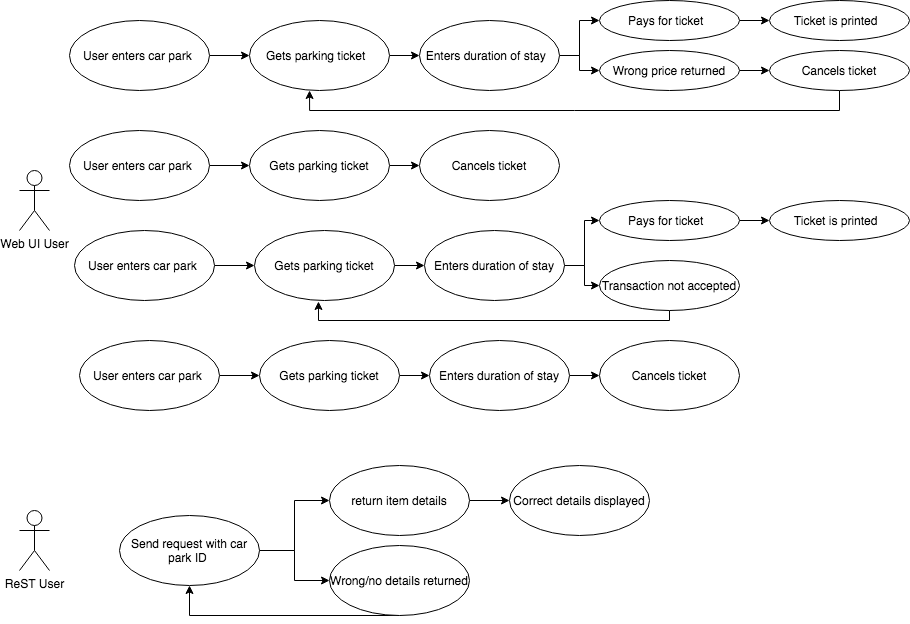 Pays for ticket
Ticket is printed
User enters car park
Gets parking ticket
Enters duration of stay
Wrong price returned
Cancels ticket
User enters car park
Gets parking ticket
Cancels ticket
Web UI User
Pays for ticket
Ticket is printed
User enters car park
Gets parking ticket
Enters duration of stay
Transaction not accepted
User enters car park
Gets parking ticket
Enters duration of stay
Cancels ticket
return item details
Correct details displayed
Send request with car
park ID
Wrong/no details returned
ReST User